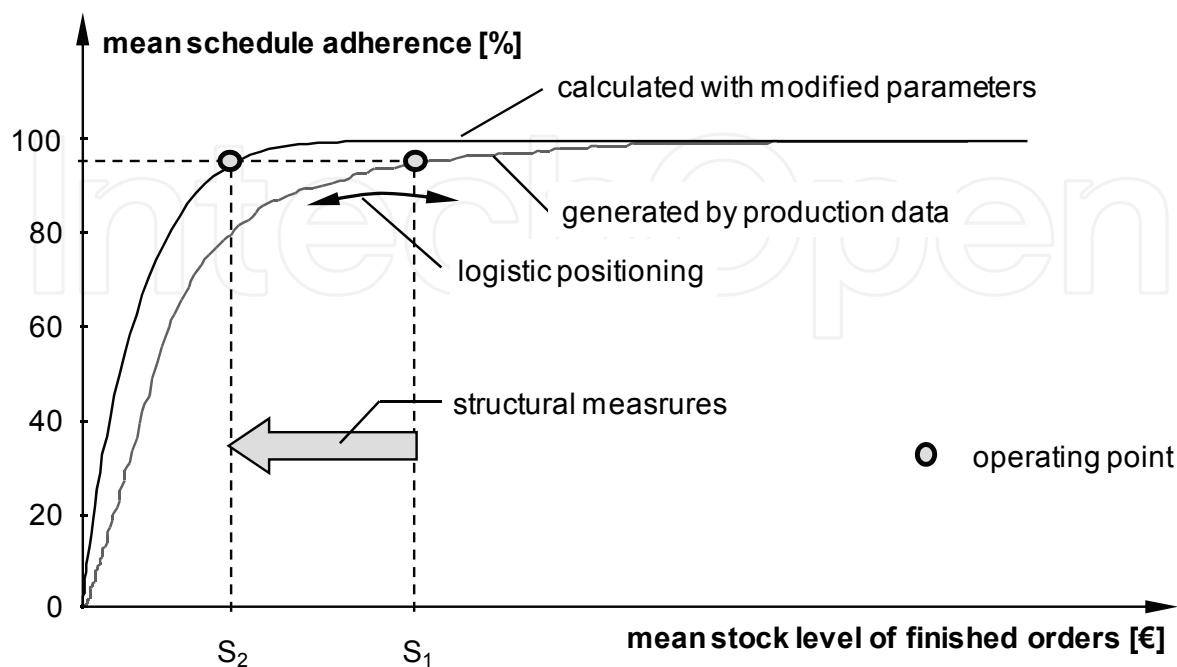 mean schedule adherence [%]
calculated with modified parameters
100
generated by production data
80
logistic positioning
60
structural measrures
40
operating point
20
0
mean stock level of finished orders [€]
S₂
S₁
IntechOpen